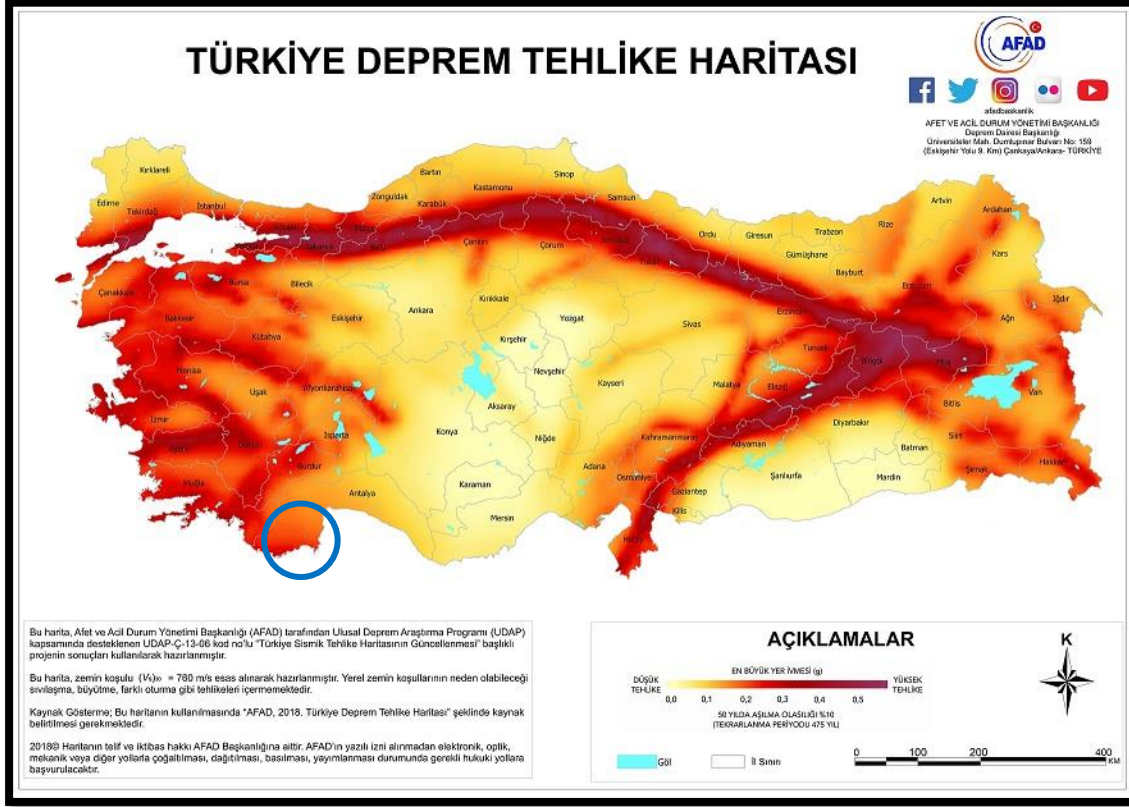 TÜRKİYE DEPREM TEHLİKE HARİTASI
AFAD
afadbaskanlik
AFET VE ACİL DURUM YÖNETİMİ BAŞKANLIĞI
Deprem Dairesi Başkanlığı
Üniversiteler Mah. Dumlupınar Bulvarı No: 159
(Eskişehir Yolu 9. Km) Çankaya/Ankara- TÜRKİYE
Kırklareli
Edirne
Tekirdağ
İstanbul
Zonguldak
Bartın
Karabük
Kastamonu
Sinop
Samsun
Çankırı
Çorum
Ordu
Giresun
Trabzon
Rize
Artvin
Ardahan
Gümüşhane
Bayburt
Kars
Iğdır
Erzurum
Ağrı
Çanakkale
Balıkesir
Bursa
Bilecik
Eskişehir
Kütahya
Ankara
Kırıkkale
Yozgat
Kırşehir
Sivas
Erzincan
Tunceli
Bingöl
Muş
Manisa
Uşak
Afyonkarahisar
Nevşehir
Kayseri
Malatya
Elazığ
Van
Bitlis
İzmir
Aydın
Denizli
Isparta
Konya
Aksaray
Niğde
Kahramanmaraş
Adıyaman
Diyarbakır
Batman
Siirt
Şırnak
Hakkari
Muğla
Burdur
Antalya
Karaman
Mersin
Adana
Osmaniye
Gaziantep
Kilis
Şanlıurfa
Mardin
Hatay
Bu harita, Afet ve Acil Durum Yönetimi Başkanlığı (AFAD) tarafından Ulusal Deprem Araştırma Programı (UDAP)
kapsamında desteklenen UDAP-Ç-13-06 kod no'lu "Türkiye Sismik Tehlike Haritasının Güncellenmesi" başlıklı
projenin sonuçları kullanılarak hazırlanmıştır.
Bu harita, zemin koşulu (Vₛ)₃₀ = 760 m/s esas alınarak hazırlanmıştır. Yerel zemin koşullarının neden olabileceği
sıvılaşma, büyütme, farklı oturma gibi tehlikeleri içermemektedir.
Kaynak Gösterme; Bu haritanın kullanılmasında "AFAD, 2018. Türkiye Deprem Tehlike Haritası" şeklinde kaynak
belirtilmesi gerekmektedir.
2018© Haritanın telif ve iktibas hakkı AFAD Başkanlığına aittir. AFAD'ın yazılı izni alınmadan elektronik, optik,
mekanik veya diğer yollarla çoğaltılması, dağıtılması, basılması, yayımlanması durumunda gerekli hukuki yollara
başvurulacaktır.
AÇIKLAMALAR
EN BÜYÜK YER İVMESİ (g)
DÜŞÜK
TEHLİKE
YÜKSEK
TEHLİKE
0,0 0,1 0,2 0,3 0,4 0,5
50 YILDA AŞILMA OLASILIĞI %10
(TEKRARLANMA PERİYODU 475 YIL)
Göl
İl Sınırı
K
0 100 200 400
KM